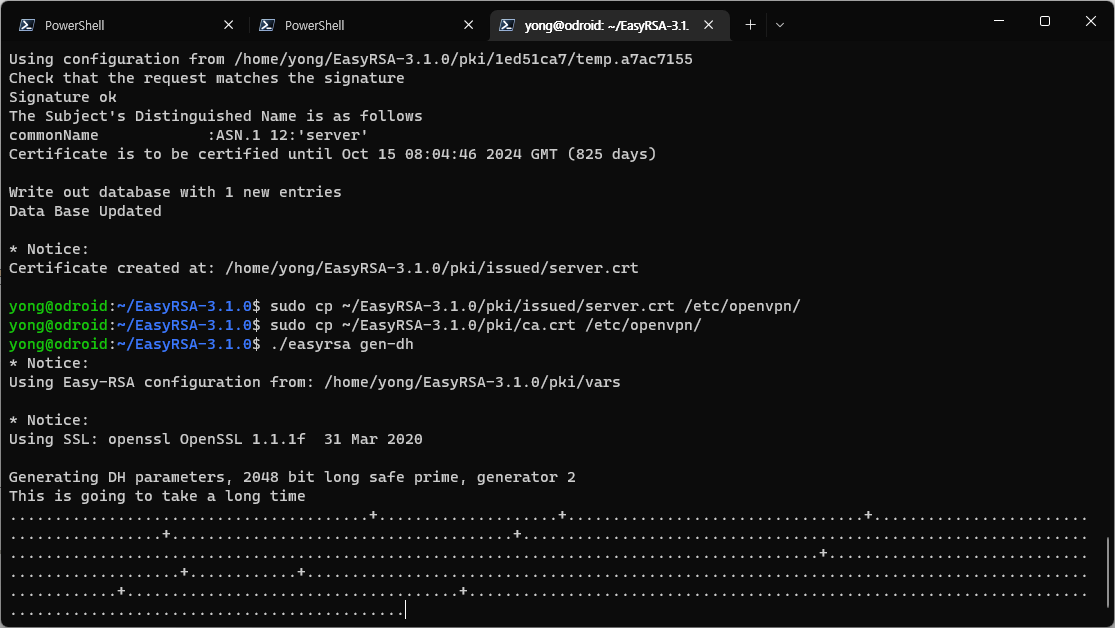 PowerShell
PowerShell
yong@odroid: ~/EasyRSA-3.1.
Using configuration from /home/yong/EasyRSA-3.1.0/pki/1ed51ca7/temp.a7ac7155
Check that the request matches the signature
Signature ok
The Subject's Distinguished Name is as follows
commonName            :ASN.1 12:'server'
Certificate is to be certified until Oct 15 08:04:46 2024 GMT (825 days)
Write out database with 1 new entries
Data Base Updated
* Notice:
Certificate created at: /home/yong/EasyRSA-3.1.0/pki/issued/server.crt
yong@odroid:~/EasyRSA-3.1.0$ sudo cp ~/EasyRSA-3.1.0/pki/issued/server.crt /etc/openvpn/
yong@odroid:~/EasyRSA-3.1.0$ sudo cp ~/EasyRSA-3.1.0/pki/ca.crt /etc/openvpn/
yong@odroid:~/EasyRSA-3.1.0$ ./easyrsa gen-dh
* Notice:
Using Easy-RSA configuration from: /home/yong/EasyRSA-3.1.0/pki/vars
* Notice:
Using SSL: openssl OpenSSL 1.1.1f  31 Mar 2020
Generating DH parameters, 2048 bit long safe prime, generator 2
This is going to take a long time
........................................+....................+.................................+........................
.................+......................................+...............................................................
..........................................................................................+.............................
...................+............+.......................................................................................
............+.....................................+.....................................................................
............................................